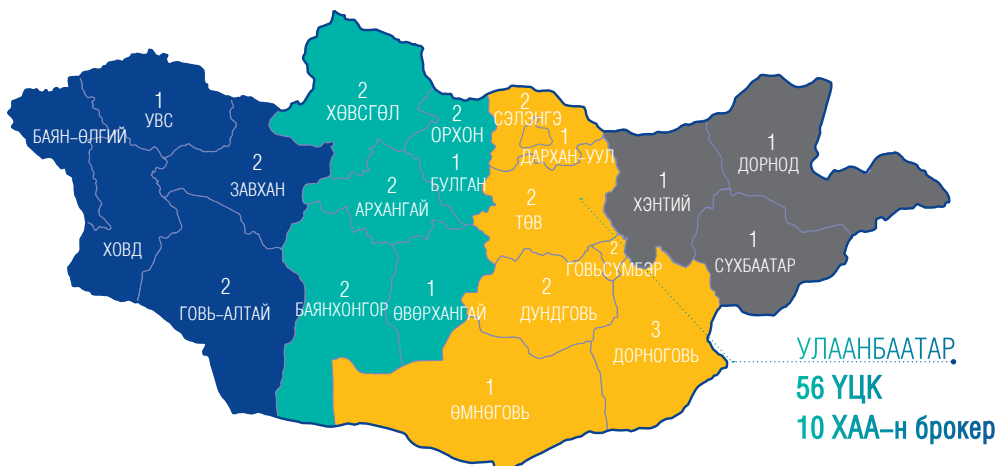 1
УВС
БАЯН-ӨЛГИЙ
2
ЗАВХАН
ХОВД
2
ГОВЬ-АЛТАЙ
2
ХӨВСГӨЛ
2
ОРХОН
1
БУЛГАН
2
АРХАНГАЙ
2
БАЯНХОНГОР
1
ӨВӨРХАНГАЙ
2
СЭЛЭНГЭ
1
ДАРХАН-УУЛ
2
ТӨВ
2
ГОВЬСҮМБЭР
2
ДУНДГОВЬ
3
ДОРНОГОВЬ
1
ӨМНӨГОВЬ
1
ХЭНТИЙ
1
ДОРНОД
1
СҮХБААТАР
УЛААНБААТАР
56 ҮЦК
10 ХАА-н брокер